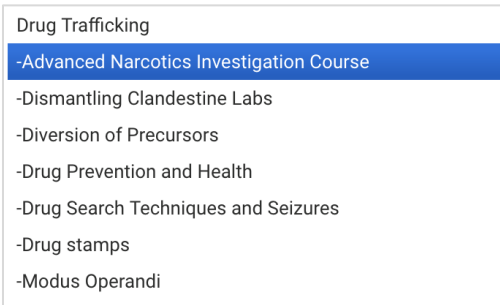 Drug Trafficking
-Advanced Narcotics Investigation Course
-Dismantling Clandestine Labs
-Diversion of Precursors
-Drug Prevention and Health
-Drug Search Techniques and Seizures
-Drug stamps
-Modus Operandi